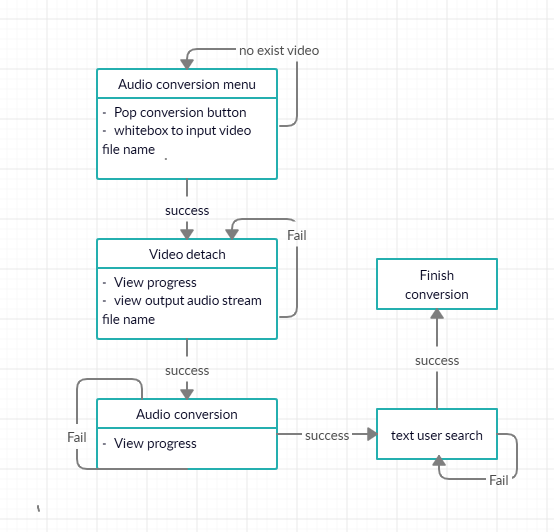 no exist video
Audio conversion menu
- Pop conversion button
- whitebox to input video
file name
success
Video detach
Fail
- View progress
- view output audio stream
file name
Finish
conversion
success
success
Audio conversion
Fail
- View progress
success
text user search
Fail